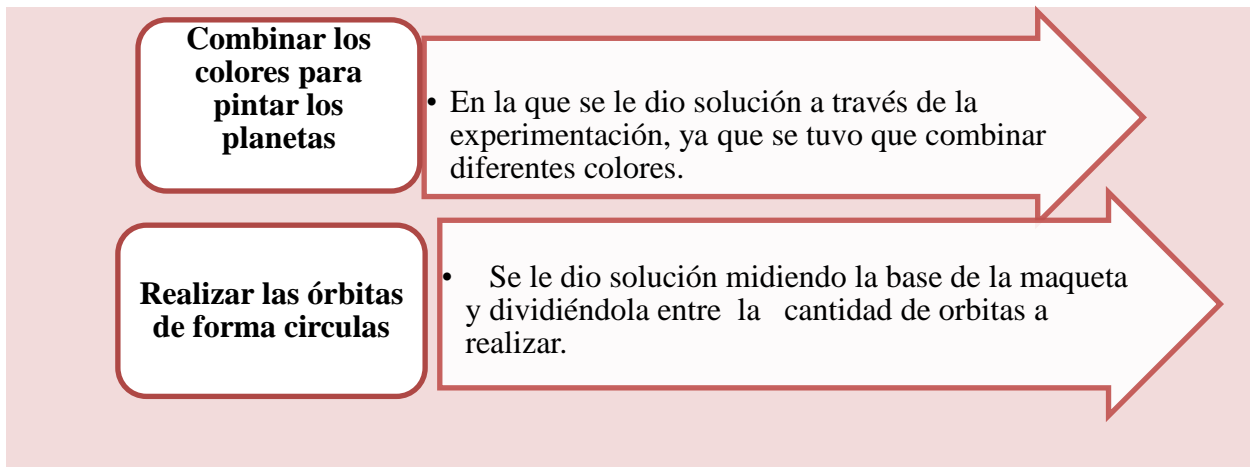 Combinar los
colores para
pintar los
planetas
• En la que se le dio solución a través de la
experimentación, ya que se tuvo que combinar
diferentes colores.
Realizar las órbitas
de forma circulas
• Se le dio solución midiendo la base de la maqueta
y dividiéndola entre la cantidad de orbitas a
realizar.